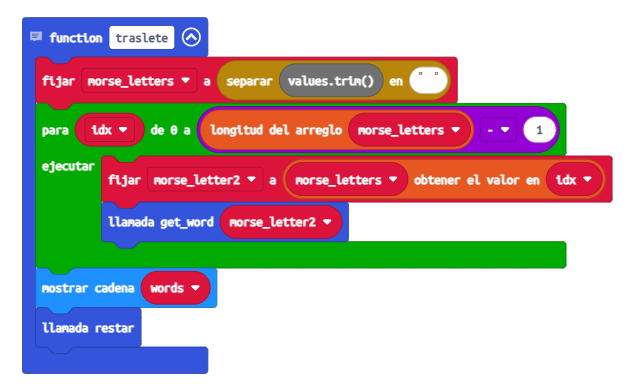 function traslete
fijar morse_letters a separar values.trim() en " "
para idx de 0 a longitud del arreglo morse_letters - 1
ejecutar
fijar morse_letter2 a morse_letters obtener el valor en idx
llamada get_word morse_letter2
mostrar cadena words
llamada restar